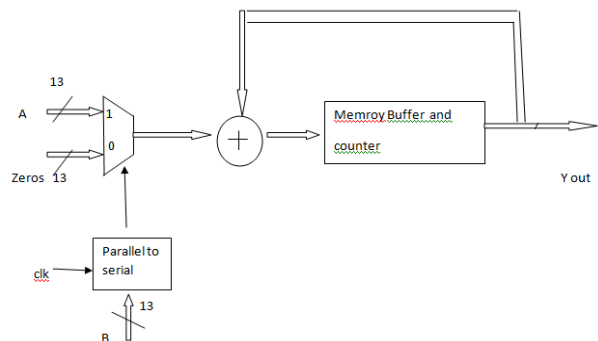 13
A
1
0
Zeros 13
+
Memroy Buffer and
counter
Y out
Parallel to
serial
clk
13
B